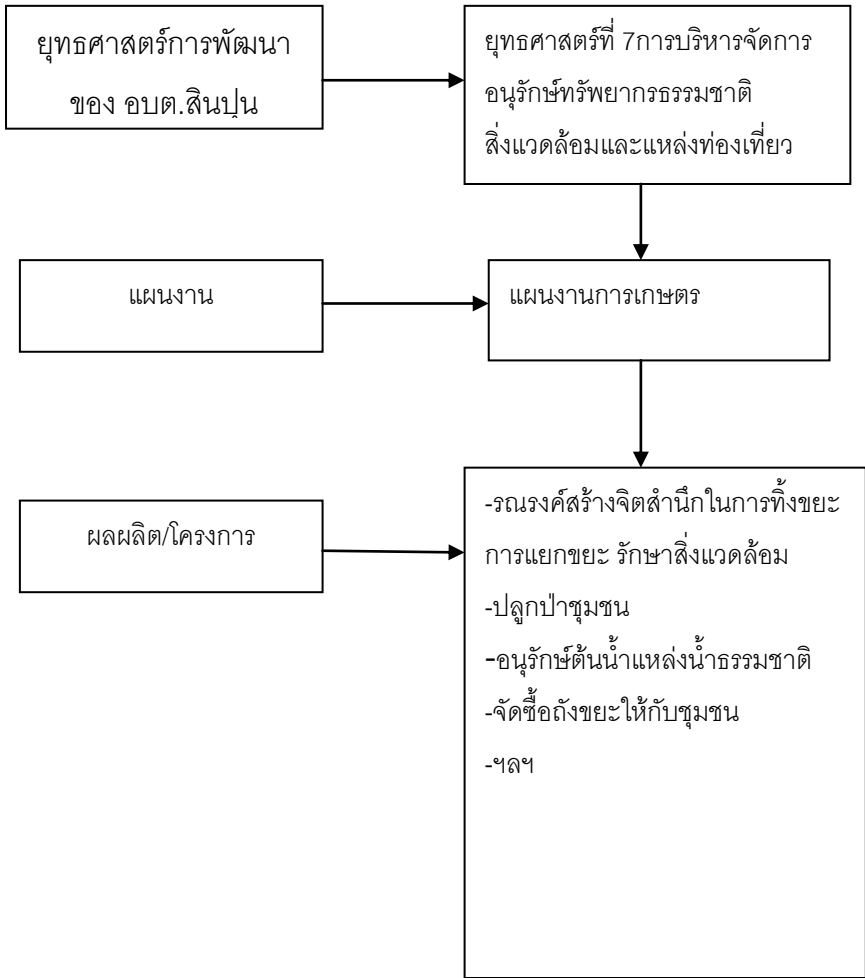 ยุทธศาสตร์การพัฒนา
ของ อบต.สินปุน
ยุทธศาสตร์ที่ 7การบริหารจัดการ
อนุรักษ์ทรัพยากรธรรมชาติ
สิ่งแวดล้อมและแหล่งท่องเที่ยว
แผนงาน
แผนงานการเกษตร
ผลผลิต/โครงการ
-รณรงค์สร้างจิตสำนึกในการทิ้งขยะ
การแยกขยะ รักษาสิ่งแวดล้อม
-ปลูกป่าชุมชน
-อนุรักษ์ต้นน้ำแหล่งน้ำธรรมชาติ
-จัดซื้อถังขยะให้กับชุมชน
-ฯลฯ